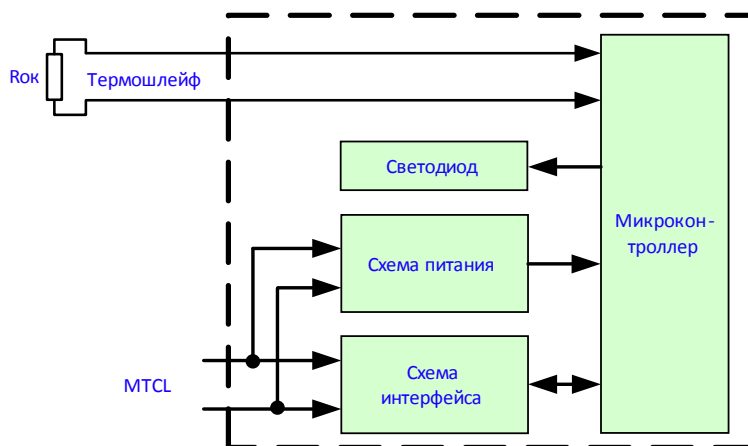 Rок
Термошлейф
Светодиод
Микрокон-
троллер
Схема питания
MTCL
Схема
интерфейса